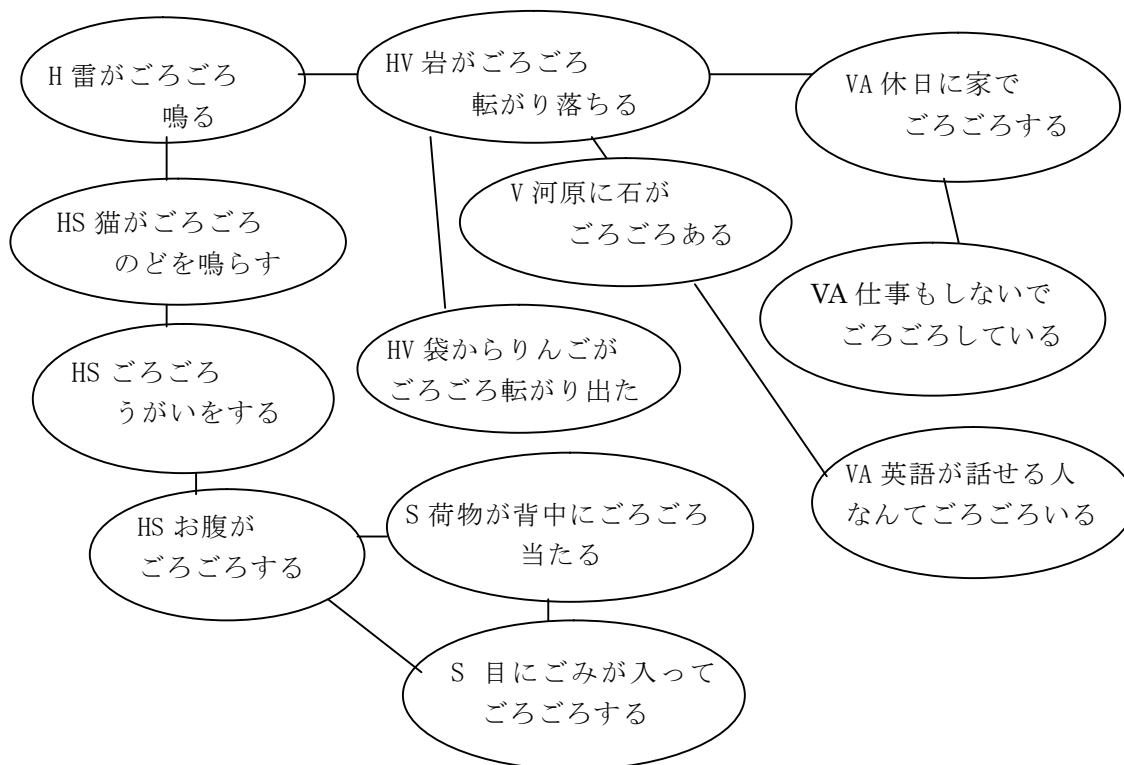 H 雷がごろごろ
鳴る
HV 岩がごろごろ
転がり落ちる
VA 休日に家で
ごろごろする
HS 猫がごろごろ
のどを鳴らす
V 河原に石が
ごろごろある
VA 仕事もしないで
ごろごろしている
HS ごろごろ
うがいをする
HV 袋からりんごが
ごろごろ転がり出た
VA 英語が話せる人
なんてごろごろいる
HS お腹が
ごろごろする
S 荷物が背中にごろごろ
当たる
S 目にごみが入って
ごろごろする